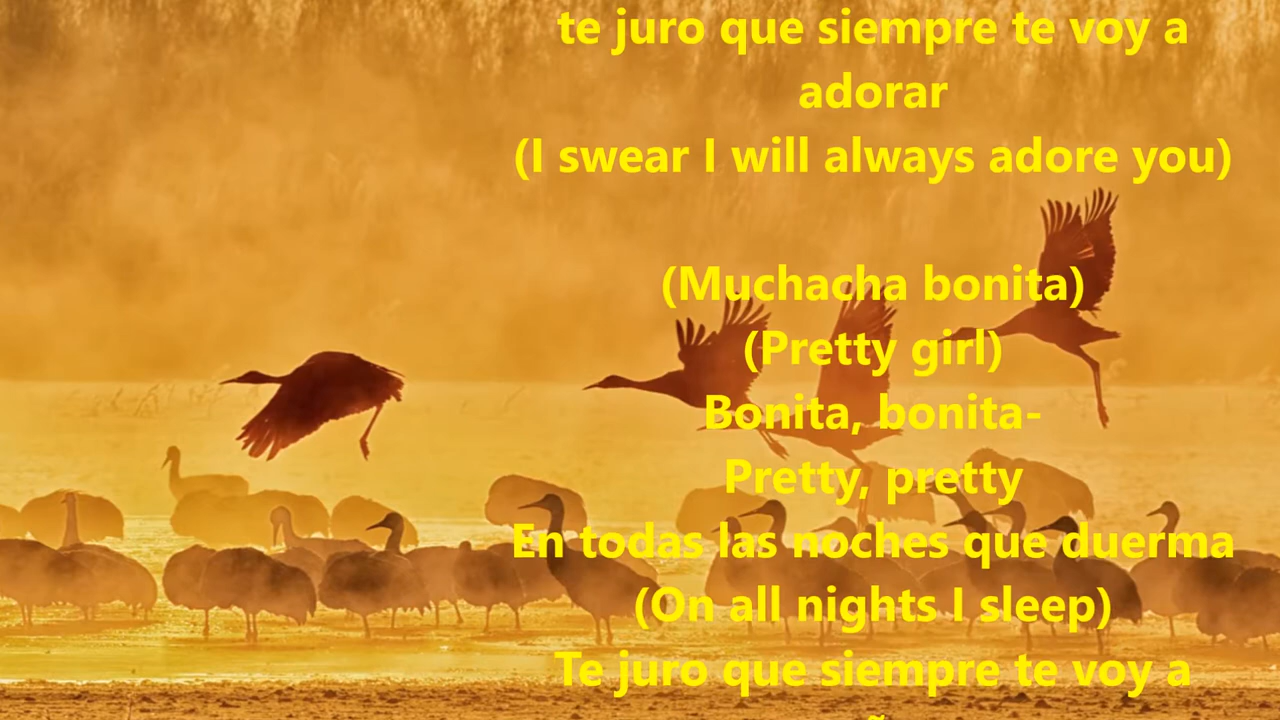 te juro que siempre te voy a
adorar
(I swear I will always adore you)
(Muchacha bonita)
(Pretty girl)
Bonita, bonita-
Pretty, pretty
En todas las noches que duerma
(On all nights I sleep)
Te juro que siempre te voy a